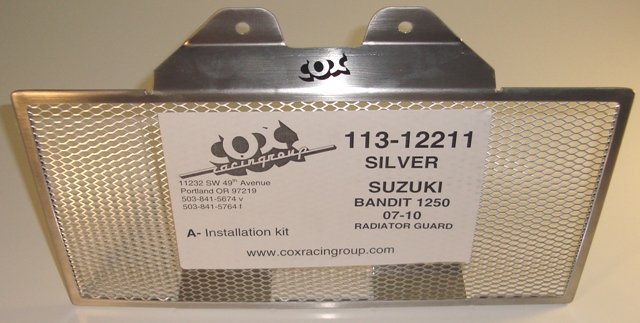 COX
COX
racingroup
11232 SW 49th Avenue
Portland OR 97219
503-841-5674 v
503-841-5764 f
A- Installation kit
113-12211
SILVER
SUZUKI
BANDIT 1250
07-10
RADIATOR GUARD
www.coxracingroup.com